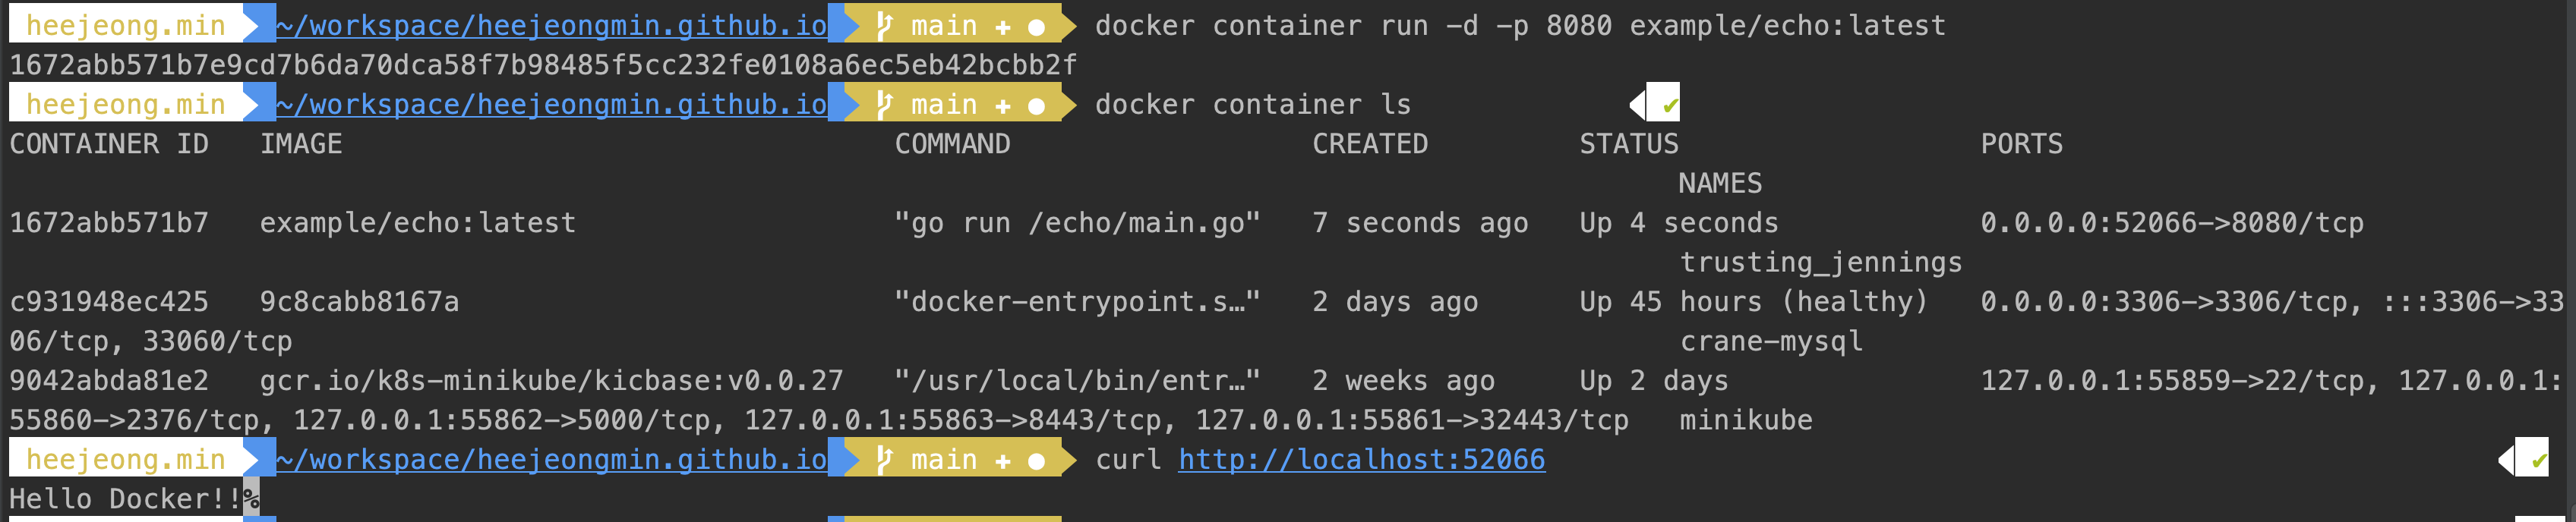 heejeong.min ~/workspace/heejeongmin.github.io main + ● docker container run -d -p 8080 example/echo:latest
1672abb571b7e9cd7b6da70dca58f7b98485f5cc232fe0108a6ec5eb42bcbb2f
heejeong.min ~/workspace/heejeongmin.github.io main + ● docker container ls ✔
CONTAINER ID IMAGE COMMAND CREATED STATUS PORTS
NAMES
1672abb571b7 example/echo:latest "go run /echo/main.go" 7 seconds ago Up 4 seconds 0.0.0.0:52066->8080/tcp
trusting_jennings
c931948ec425 9c8cabb8167a "docker-entrypoint.s…" 2 days ago Up 45 hours (healthy) 0.0.0.0:3306->3306/tcp, :::3306->33
06/tcp, 33060/tcp crane-mysql
9042abda81e2 gcr.io/k8s-minikube/kicbase:v0.0.27 "/usr/local/bin/entr…" 2 weeks ago Up 2 days 127.0.0.1:55859->22/tcp, 127.0.0.1:
55860->2376/tcp, 127.0.0.1:55862->5000/tcp, 127.0.0.1:55863->8443/tcp, 127.0.0.1:55861->32443/tcp minikube
heejeong.min ~/workspace/heejeongmin.github.io main + ● curl http://localhost:52066 ✔
Hello Docker!!%